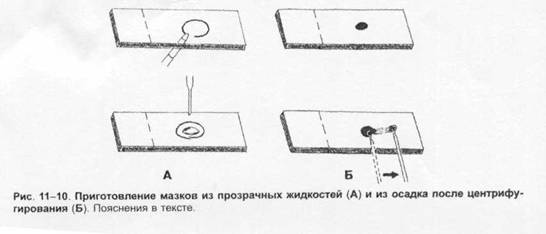 А
Б
Рис. 11–10. Приготовление мазков из прозрачных жидкостей (А) и из осадка после центрифу-
гирования (Б). Пояснения в тексте.